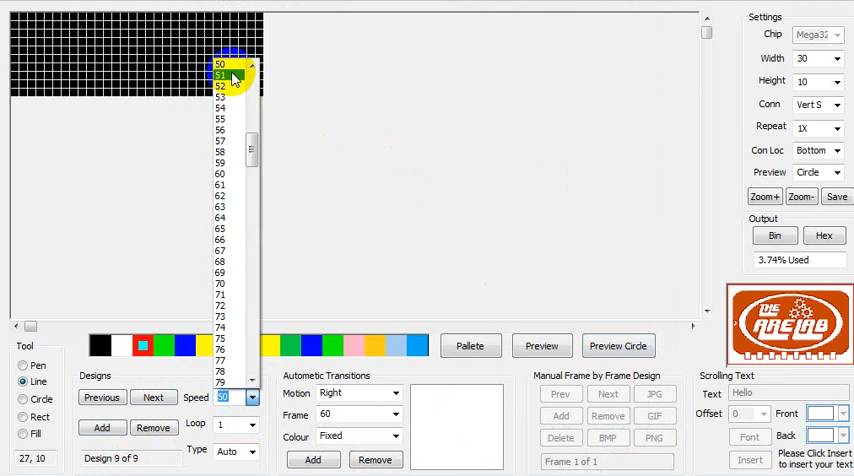 Settings
Chip Mega32
Width 30
Height 10
Conn Vert S
Repeat 1X
Con Loc Bottom
Preview Circle
Zoom+ Zoom- Save
Output
Bin Hex
3.74% Used
THE
ARE LAB
50
51
52
53
54
55
56
57
58
59
60
61
62
63
64
65
66
67
68
69
70
71
72
73
74
75
76
77
78
79
Pallete Preview Preview Circle
Tool
Pen
Line
Circle
Rect
Fill
27, 10
Designs
Previous Next Speed 50
Add Remove Loop 1
Design 9 of 9 Type Auto
Autometic Transitions
Motion Right
Frame 60
Colour Fixed
Add Remove
Manual Frame by Frame Design
Prev Next JPG
Add Remove GIF
Delete BMP PNG
Frame 1 of 1
Scrolling Text
Text Hello
Offset 0 Front
Font Back
Insert Please Click Insert
to insert your text